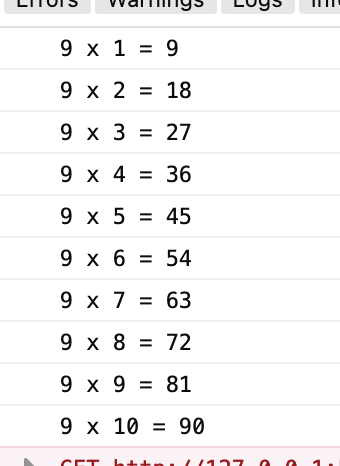 Errors Warnings Logs
9 x 1 = 9
9 x 2 = 18
9 x 3 = 27
9 x 4 = 36
9 x 5 = 45
9 x 6 = 54
9 x 7 = 63
9 x 8 = 72
9 x 9 = 81
9 x 10 = 90
GET http://127.0.0.1: